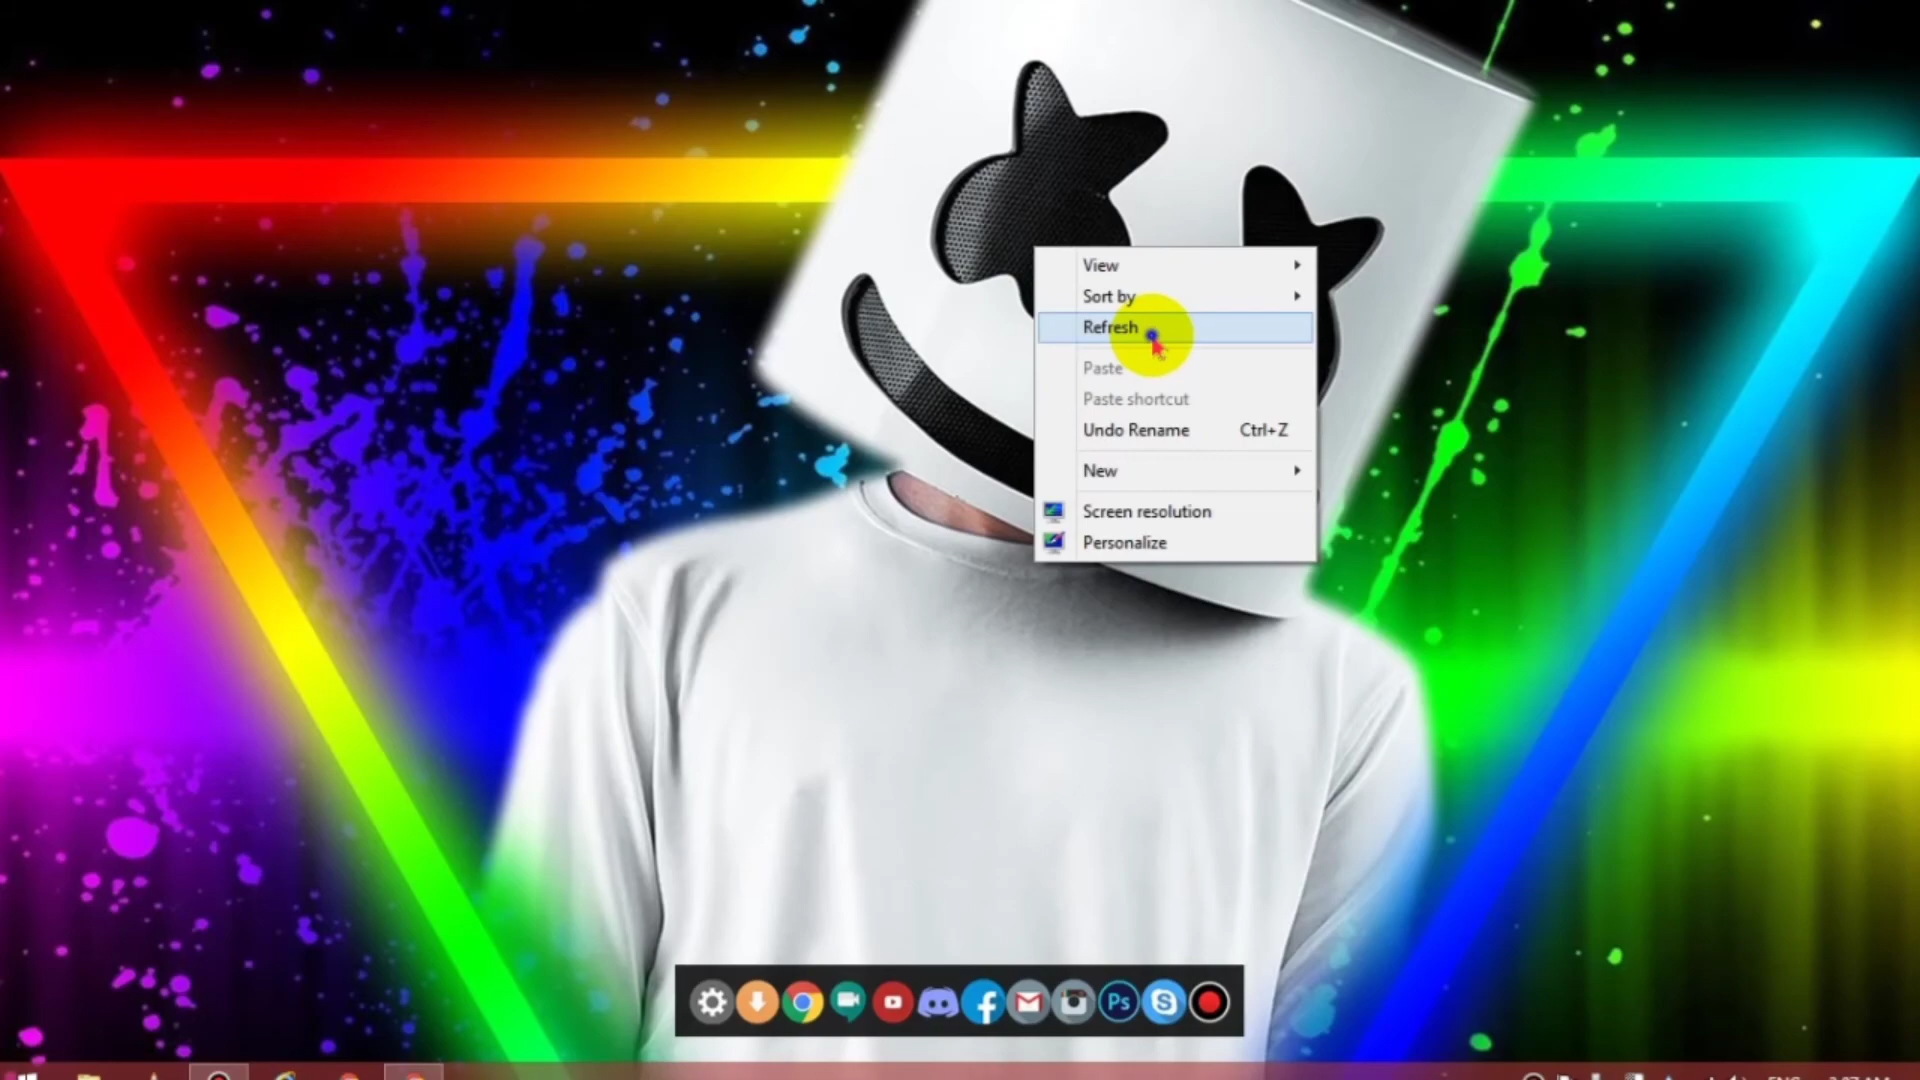 View
Sort by
Refresh
Paste
Paste shortcut
Undo Rename Ctrl+Z
New
Screen resolution
Personalize
Ps